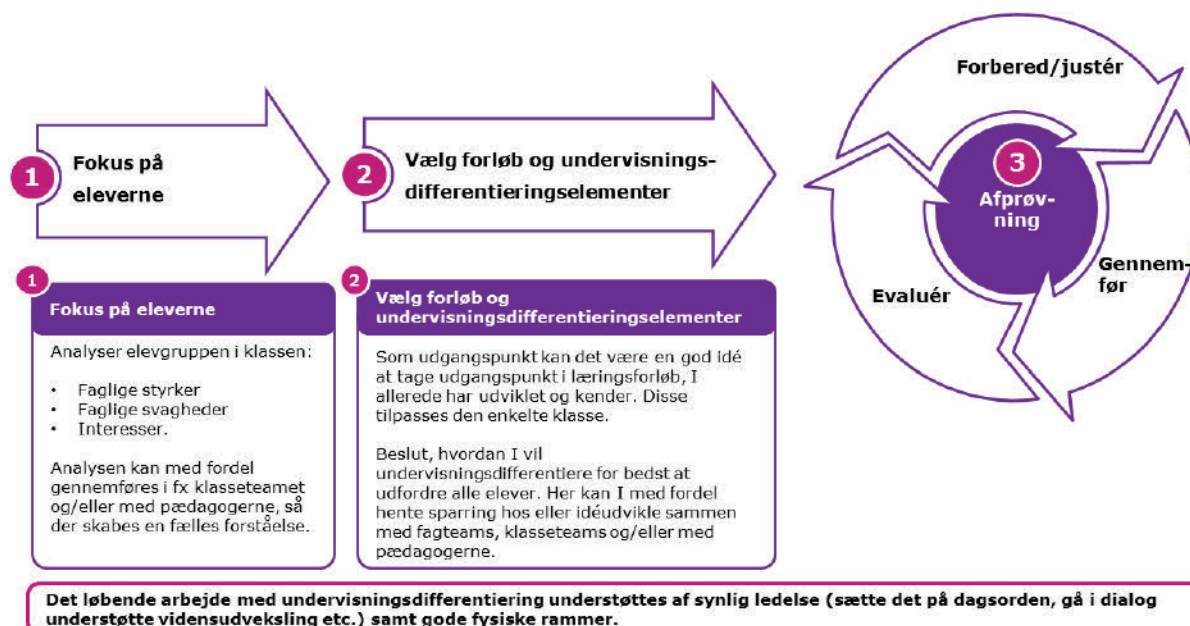 1
Fokus på
eleverne
2
Vælg forløb og undervisnings-
differentieringselementer
Forbered/justér
3
Afprøv-
ning
Gennem-
før
Evaluér
1
Fokus på eleverne
Analyser elevgruppen i klassen:
• Faglige styrker
• Faglige svagheder
• Interesser.
Analysen kan med fordel
gennemføres i fx klasseteamet
og/eller med pædagogerne, så
der skabes en fælles forståelse.
2
Vælg forløb og
undervisningsdifferentieringselementer
Som udgangspunkt kan det være en god idé
at tage udgangspunkt i læringsforløb, I
allerede har udviklet og kender. Disse
tilpasses den enkelte klasse.
Beslut, hvordan I vil
undervisningsdifferentiere for bedst at
udfordre alle elever. Her kan I med fordel
hente sparring hos eller idéudvikle sammen
med fagteams, klasseteams og/eller med
pædagogerne.
Det løbende arbejde med undervisningsdifferentiering understøttes af synlig ledelse (sætte det på dagsorden, gå i dialog
understøtte vidensudveksling etc.) samt gode fysiske rammer.